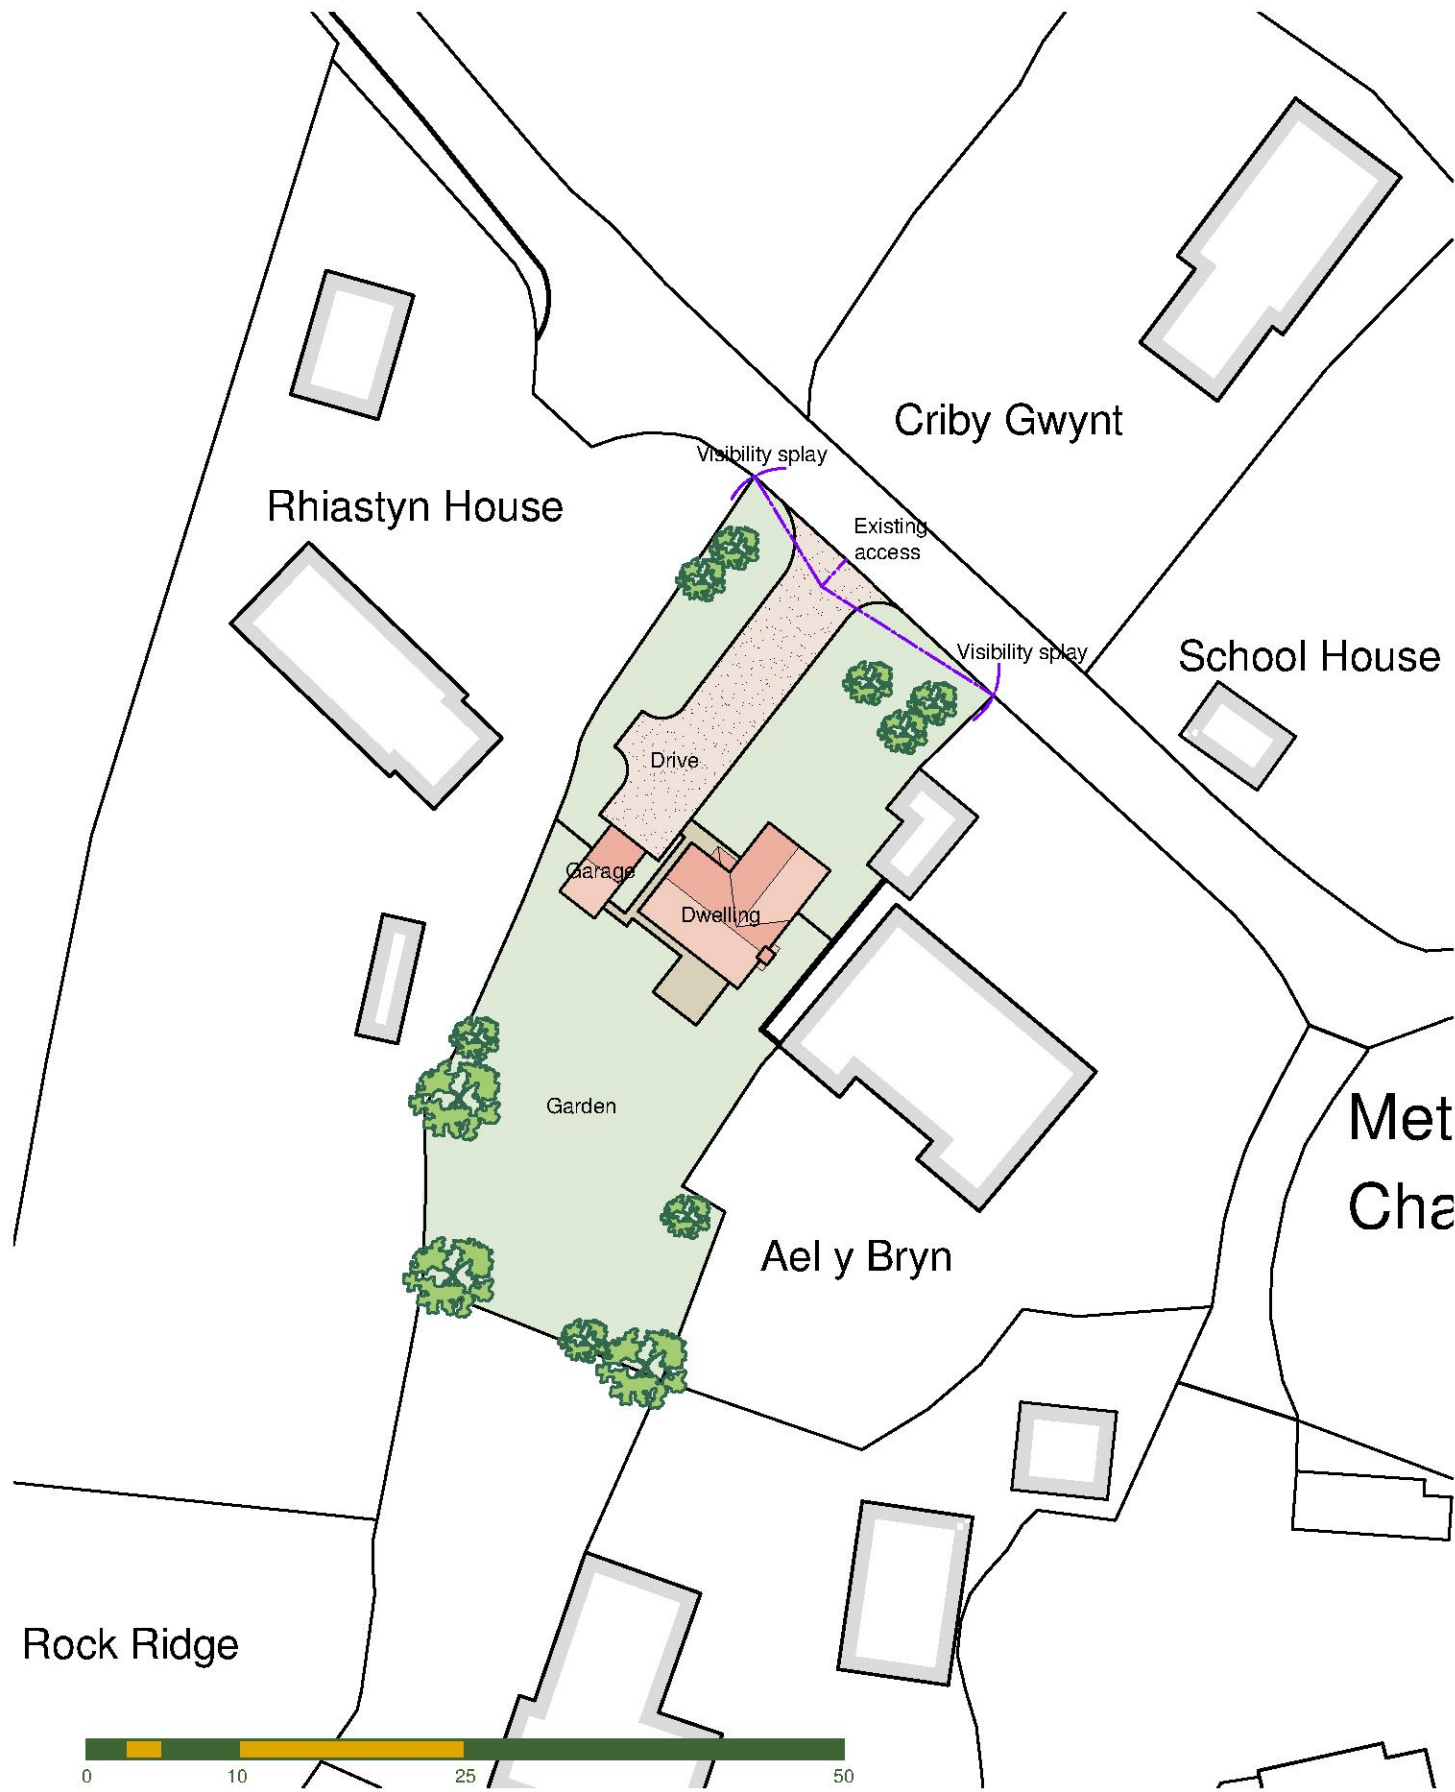 Criby Gwynt
Visibility splay
Rhiastyn House
Existing
access
Visibility splay
School House
Drive
Garage
Dwelling
Garden
Met
Cha
Ael y Bryn
Rock Ridge
0 10 25 50